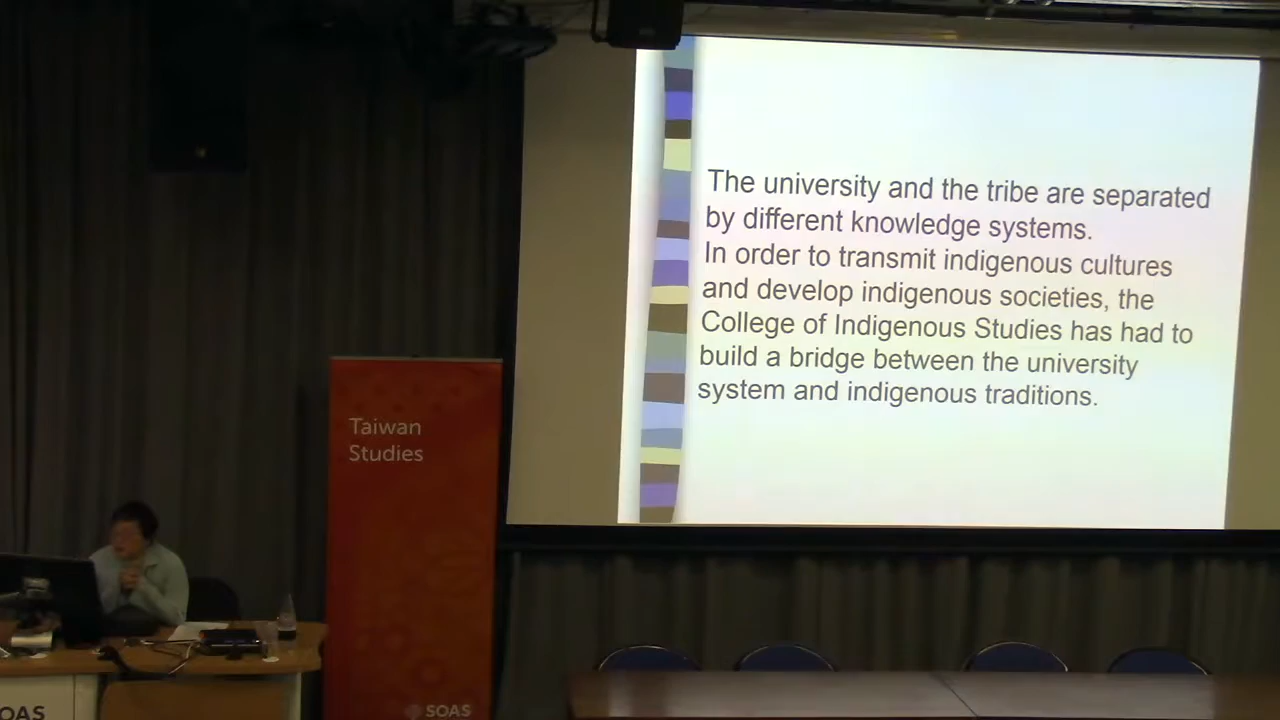 The university and the tribe are separated
by different knowledge systems.
In order to transmit indigenous cultures
and develop indigenous societies, the
College of Indigenous Studies has had to
build a bridge between the university
system and indigenous traditions.
Taiwan
Studies
SOAS
OAS